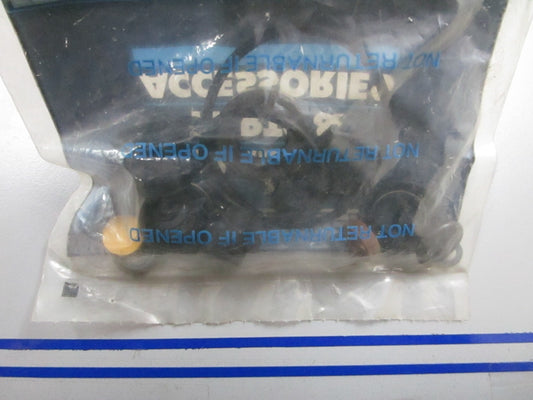 NOT RETURNABLE IF OPENED
ACCESSORIES
&
NOT RETURNABLE IF OPENED
NOT RETURNABLE IF OPENED